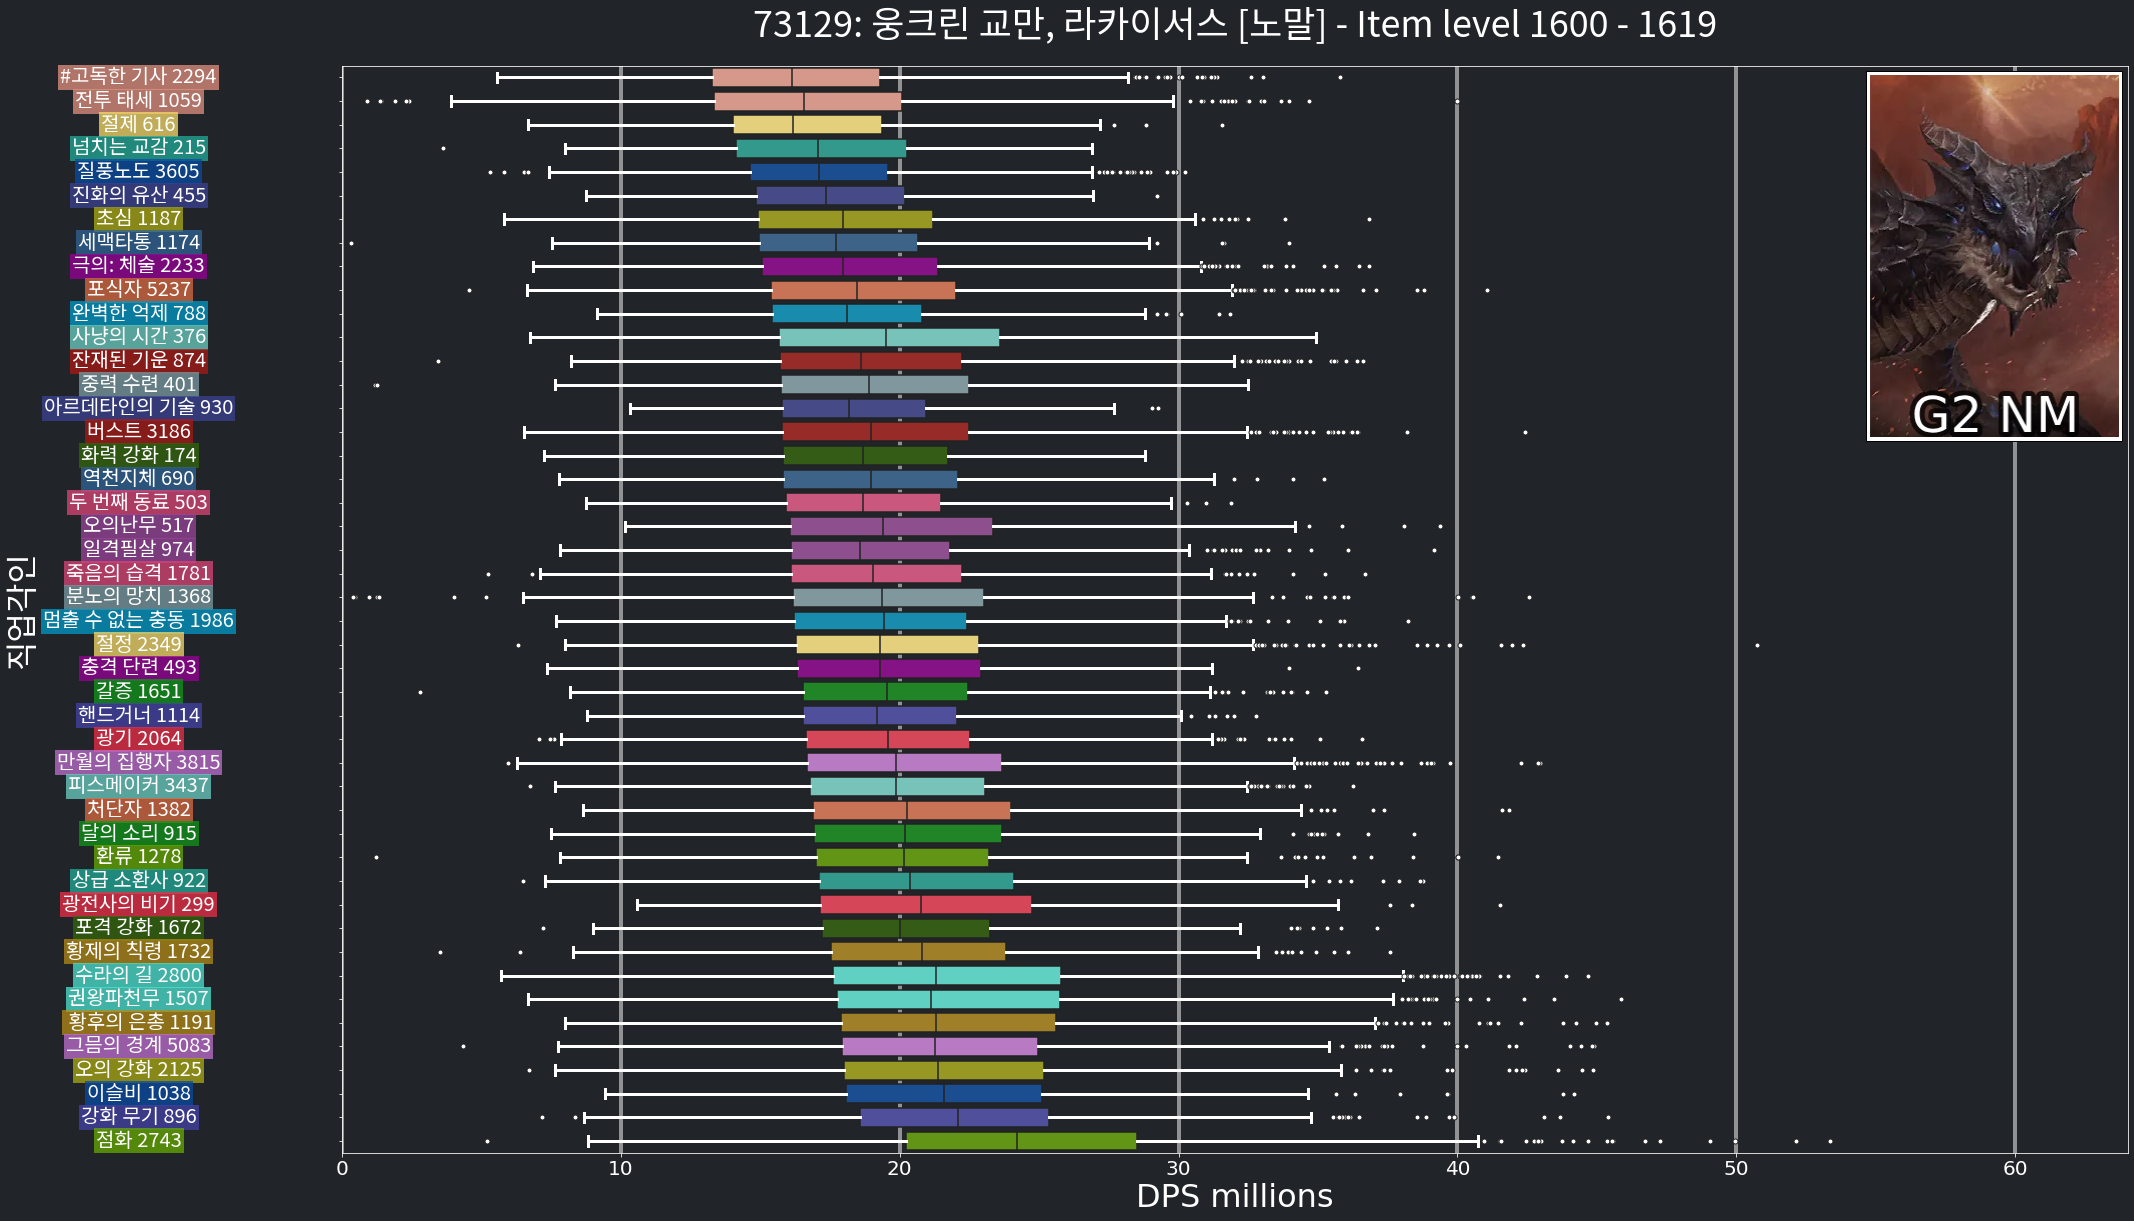 73129: 웅크린 교만, 라카이서스 [노말] - Item level 1600 - 1619
#고독한 기사 2294
전투 태세 1059
절제 616
넘치는 교감 215
질풍노도 3605
진화의 유산 455
초심 1187
세맥타통 1174
극의: 체술 2233
포식자 5237
완벽한 억제 788
사냥의 시간 376
잔재된 기운 874
중력 수련 401
아르데타인의 기술 930
버스트 3186
화력 강화 174
역천지체 690
두 번째 동료 503
오의난무 517
일격필살 974
죽음의 습격 1781
분노의 망치 1368
멈출 수 없는 충동 1986
절정 2349
충격 단련 493
갈증 1651
핸드거너 1114
광기 2064
만월의 집행자 3815
피스메이커 3437
처단자 1382
달의 소리 915
환류 1278
상급 소환사 922
광전사의 비기 299
포격 강화 1672
황제의 칙령 1732
수라의 길 2800
권왕파천무 1507
황후의 은총 1191
그믐의 경계 5083
오의 강화 2125
이슬비 1038
강화 무기 896
점화 2743
직업각인
G2 NM
0 10 20 30 40 50 60
DPS millions